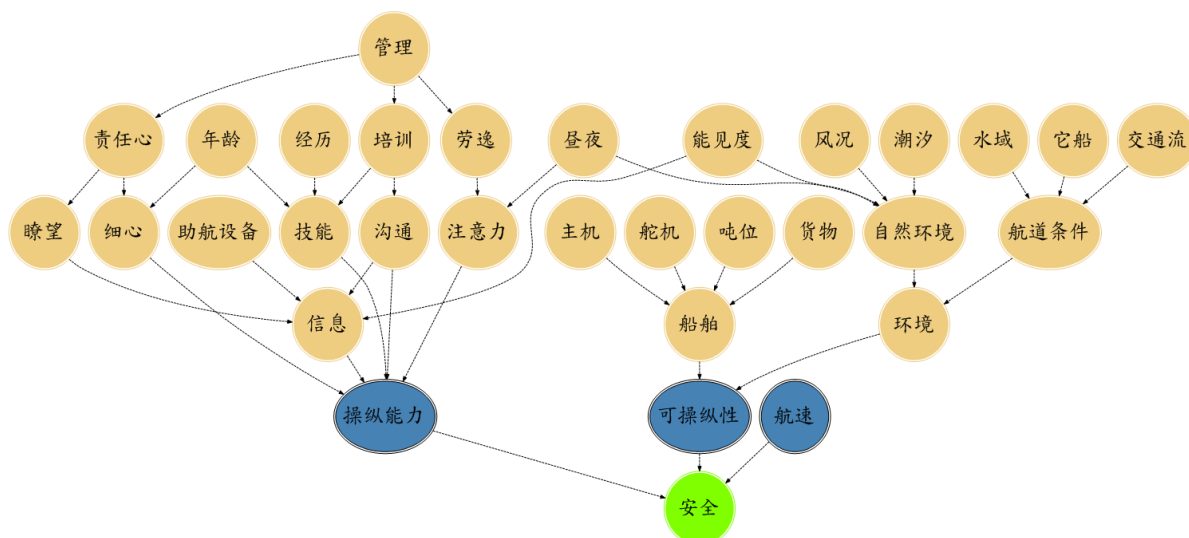 管理
责任心 年龄 经历 培训 劳逸 昼夜 能见度 风况 潮汐 水域 它船 交通流
瞭望 细心 助航设备 技能 沟通 注意力 主机 舵机 吨位 货物 自然环境 航道条件
信息 船舶 环境
操纵能力 可操纵性 航速
安全